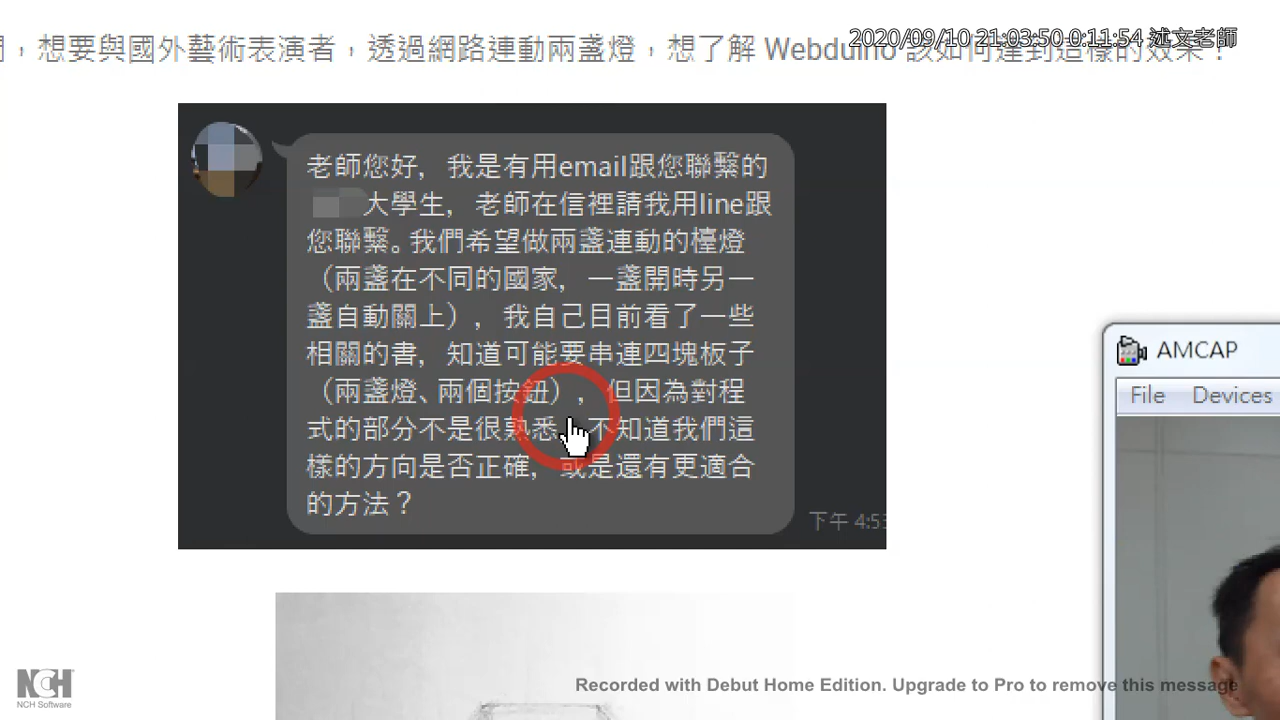 ，想要與國外藝術表演者，透過網路連動兩盞燈，想了解 Webduino 該如何達到這樣的效果？
2020/09/10 21:03:50 0:11:54 述文老師
老師您好，我是有用email跟您聯繫的
大學生，老師在信裡請我用line跟
您聯繫。我們希望做兩盞連動的檯燈
（兩盞在不同的國家，一盞開時另一
盞自動關上），我自己目前看了一些
相關的書，知道可能要串連四塊板子
（兩盞燈、兩個按鈕），但因為對程
式的部分不是很熟悉，不知道我們這
樣的方向是否正確，或是還有更適合
的方法？
下午 4:53
AMCAP
File Devices
NCH
NCH Software
Recorded with Debut Home Edition. Upgrade to Pro to remove this message